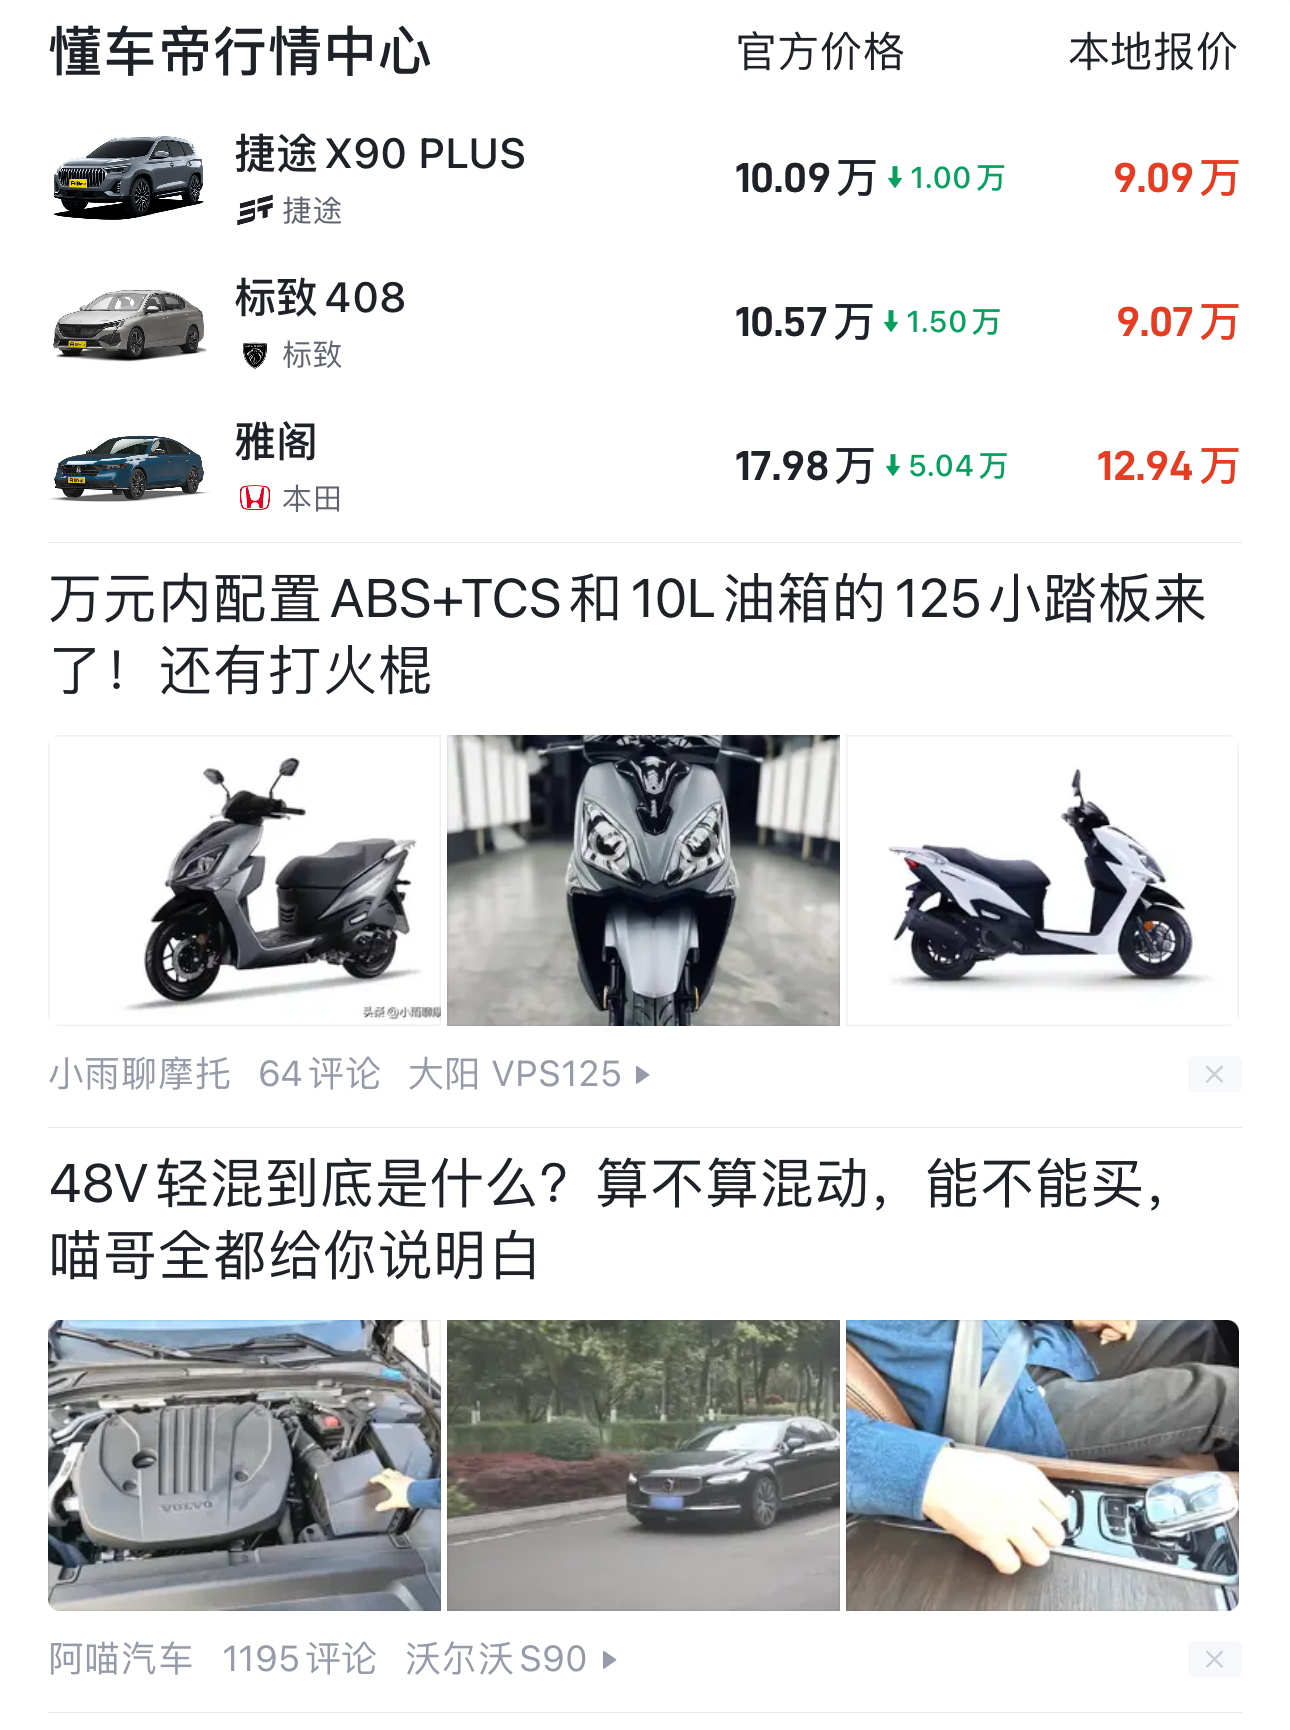 懂车帝行情中心 官方价格 本地报价
捷途X90 PLUS
捷途
10.09万 1.00万 9.09万
标致408
标致
10.57万 1.50万 9.07万
雅阁
本田
17.98万 5.04万 12.94万
万元内配置ABS+TCS和10L油箱的125小踏板来
了！还有打火棍
头条@小雨聊摩
小雨聊摩托 64评论 大阳 VPS125
48V轻混到底是什么？算不算混动，能不能买，
喵哥全都给你说明白
VOLVO
阿喵汽车 1195评论 沃尔沃S90